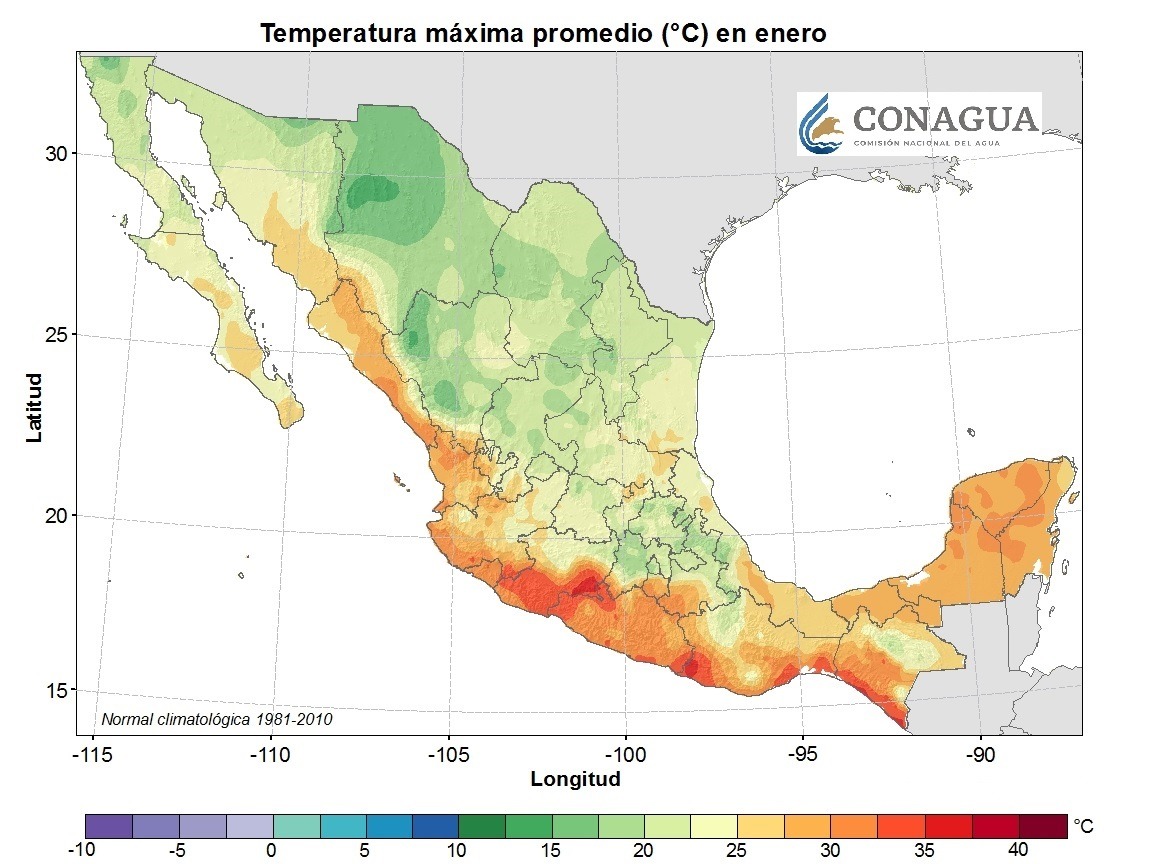 Temperatura máxima promedio (°C) en enero
CONAGUA
COMISIÓN NACIONAL DEL AGUA
30
25
20
15
Latitud
Normal climatológica 1981-2010
-115 -110 -105 -100 -95 -90
Longitud
°C
-10 -5 0 5 10 15 20 25 30 35 40